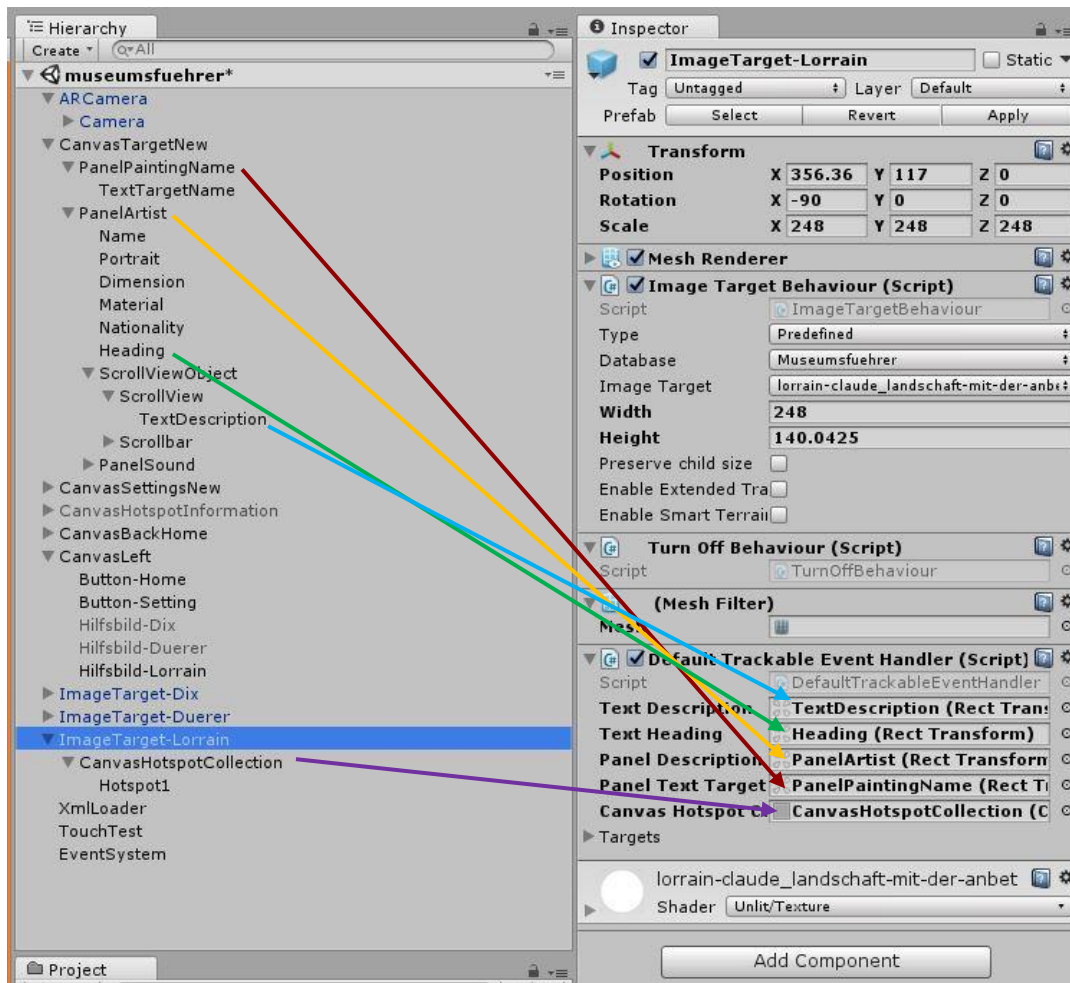 Hierarchy
Create
All
museumsfuehrer*
ARCamera
Camera
CanvasTargetNew
PanelPaintingName
TextTargetName
PanelArtist
Name
Portrait
Dimension
Material
Nationality
Heading
ScrollViewObject
ScrollView
TextDescription
Scrollbar
PanelSound
CanvasSettingsNew
CanvasHotspotInformation
CanvasBackHome
CanvasLeft
Button-Home
Button-Setting
Hilfsbild-Dix
Hilfsbild-Duerer
Hilfsbild-Lorrain
ImageTarget-Dix
ImageTarget-Duerer
ImageTarget-Lorrain
CanvasHotspotCollection
Hotspot1
XmlLoader
TouchTest
EventSystem
Project
Inspector
ImageTarget-Lorrain Static
Tag Untagged Layer Default
Prefab Select Revert Apply
Transform
Position X 356.36 Y 117 Z 0
Rotation X -90 Y 0 Z 0
Scale X 248 Y 248 Z 248
Mesh Renderer
Image Target Behaviour (Script)
Script ImageTargetBehaviour
Type Predefined
Database Museumsfuehrer
Image Target lorrain-claude_landschaft-mit-der-anbe
Width 248
Height 140.0425
Preserve child size
Enable Extended Tra
Enable Smart Terrai
Turn Off Behaviour (Script)
Script TurnOffBehaviour
(Mesh Filter)
Mesh
Default Trackable Event Handler (Script)
Script DefaultTrackableEventHandler
Text Description TextDescription (Rect Trans
Text Heading Heading (Rect Transform)
Panel Description PanelArtist (Rect Transform
Panel Text Target PanelPaintingName (Rect T
Canvas Hotspot C CanvasHotspotCollection (C
Targets
lorrain-claude_landschaft-mit-der-anbet
Shader Unlit/Texture
Add Component